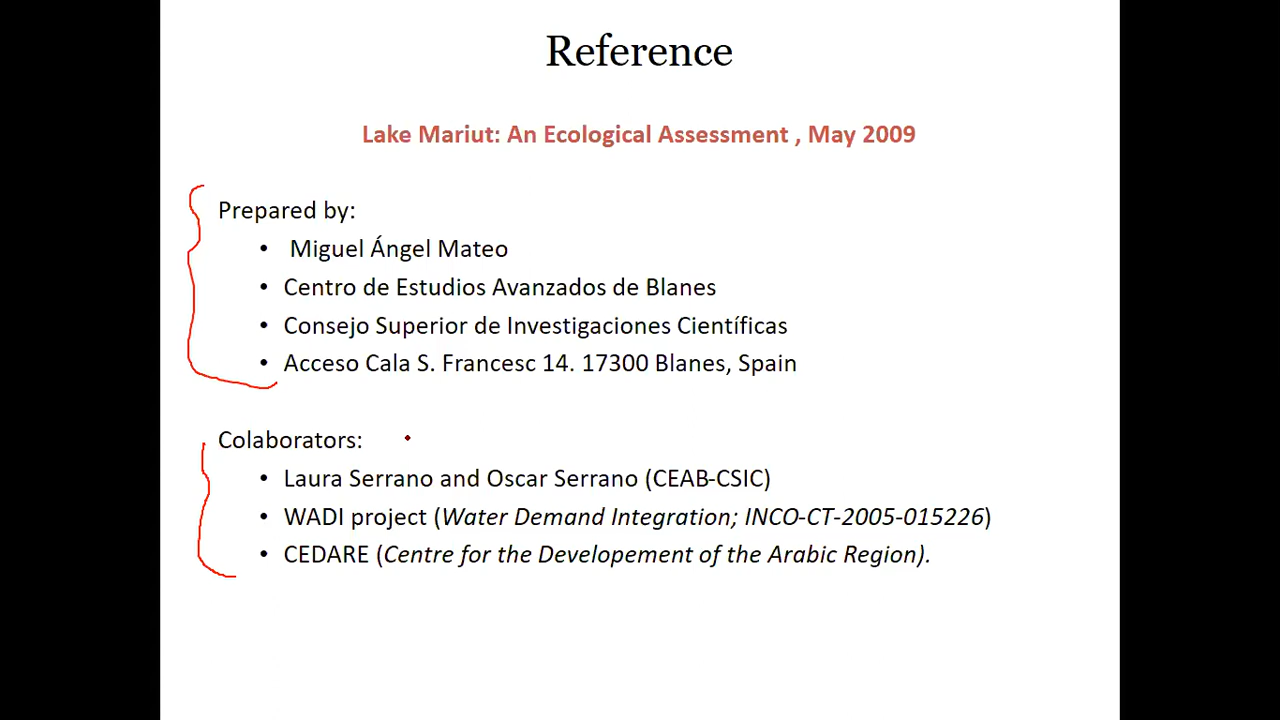 Reference
Lake Mariut: An Ecological Assessment , May 2009
Prepared by:
• Miguel Ángel Mateo
• Centro de Estudios Avanzados de Blanes
• Consejo Superior de Investigaciones Científicas
• Acceso Cala S. Francesc 14. 17300 Blanes, Spain
Colaborators:
• Laura Serrano and Oscar Serrano (CEAB-CSIC)
• WADI project (Water Demand Integration; INCO-CT-2005-015226)
• CEDARE (Centre for the Developement of the Arabic Region).